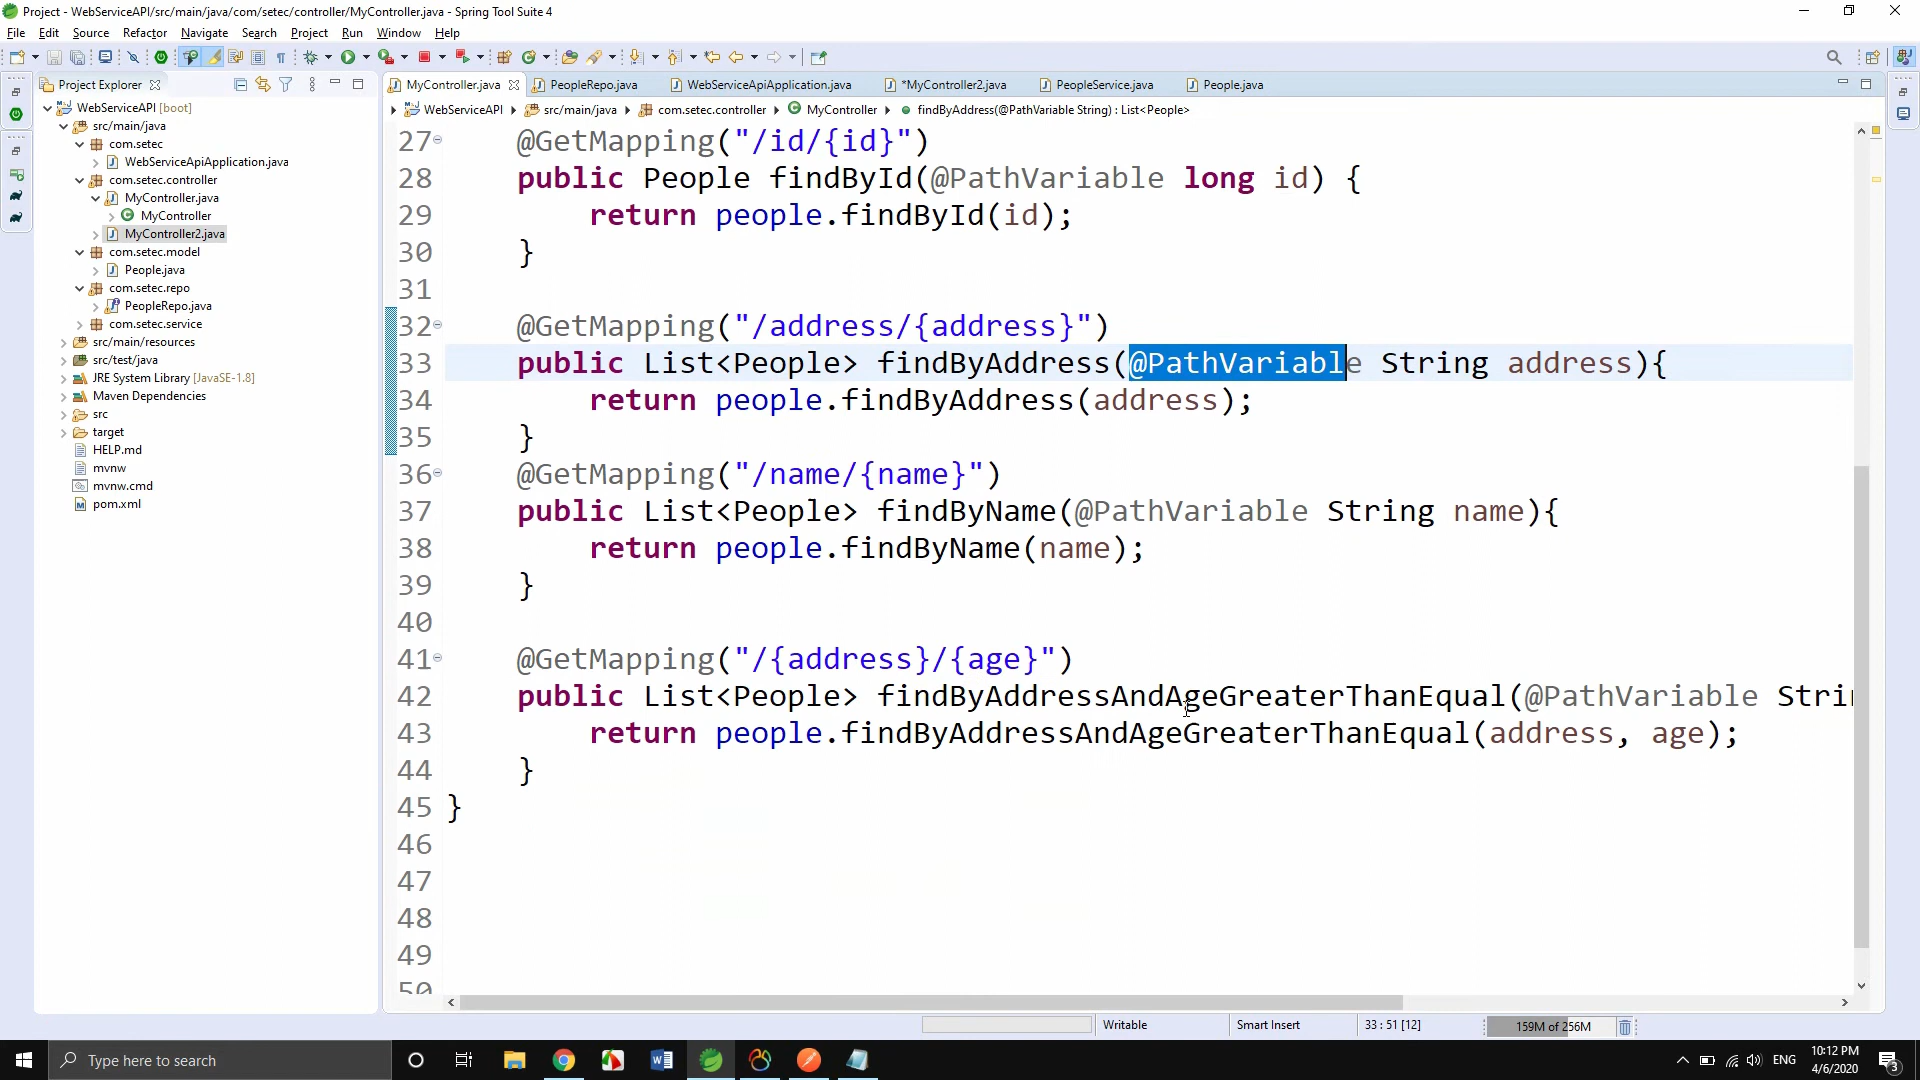 Project - WebServiceAPI/src/main/java/com/setec/controller/MyController.java - Spring Tool Suite 4
File Edit Source Refactor Navigate Search Project Run Window Help
Project Explorer
WebServiceAPI [boot]
src/main/java
com.setec
WebServiceApiApplication.java
com.setec.controller
MyController.java
MyController
MyController2.java
com.setec.model
People.java
com.setec.repo
PeopleRepo.java
com.setec.service
src/main/resources
src/test/java
JRE System Library [JavaSE-1.8]
Maven Dependencies
src
target
HELP.md
mvnw
mvnw.cmd
pom.xml
MyController.java PeopleRepo.java WebServiceApiApplication.java *MyController2.java PeopleService.java People.java
WebServiceAPI src/main/java com.setec.controller MyController findByAddress(@PathVariable String) : List<People>
27 @GetMapping("/id/{id}")
28 public People findById(@PathVariable long id) {
29 return people.findById(id);
30 }
31
32 @GetMapping("/address/{address}")
33 public List<People> findByAddress(@PathVariable String address){
34 return people.findByAddress(address);
35 }
36 @GetMapping("/name/{name}")
37 public List<People> findByName(@PathVariable String name){
38 return people.findByName(name);
39 }
40
41 @GetMapping("/{address}/{age}")
42 public List<People> findByAddressAndAgeGreaterThanEqual(@PathVariable Strin
43 return people.findByAddressAndAgeGreaterThanEqual(address, age);
44 }
45 }
46
47
48
49
50
Writable Smart Insert 33 : 51 [12] 159M of 256M
Type here to search
ENG
10:12 PM
4/6/2020
3